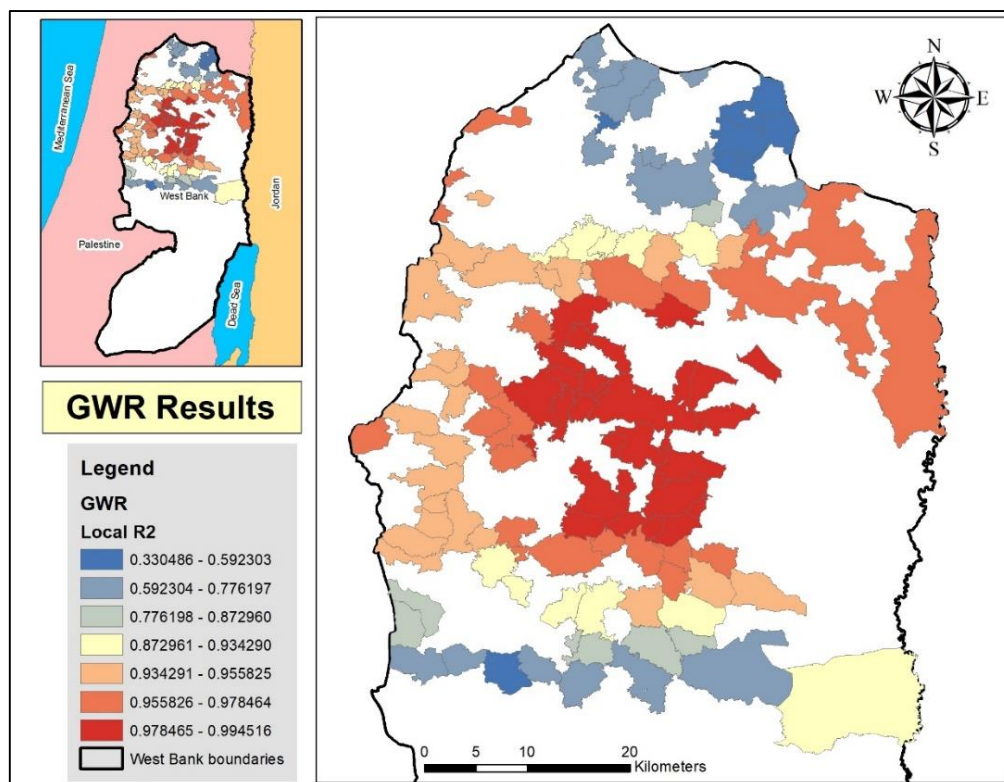 Mediterranean Sea
West Bank
Palestine
Jordan
Dead Sea
N
W E
S
GWR Results
Legend
GWR
Local R2
0.330486 - 0.592303
0.592304 - 0.776197
0.776198 - 0.872960
0.872961 - 0.934290
0.934291 - 0.955825
0.955826 - 0.978464
0.978465 - 0.994516
West Bank boundaries
0 5 10 20
Kilometers